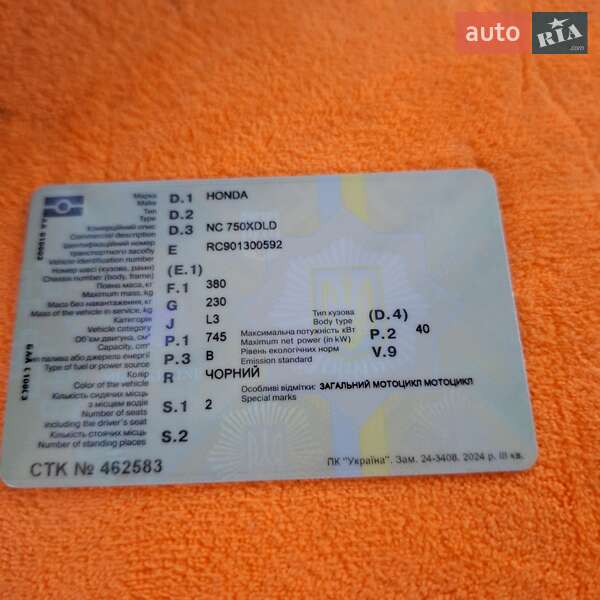 auto RIA .com
Марка D.1 HONDA
Make
Тип D.2
Type
Комерційний опис D.3 NC 750XDLD
Commercial description
Ідентифікаційний номер
транспортного засобу E RC901300592
Vehicle identification number
Номер шасі (кузова, рами) (E.1)
Chassis number (body, frame)
Повна маса, кг F.1 380
Maximum mass, kg
Маса без навантаження, кг G 230
Mass of the vehicle in service, kg
Категорія J L3 Тип кузова (D.4)
Vehicle category Body type
Об'єм двигуна, см³ P.1 745 Максимальна потужність кВт P.2 40
Capacity, cm³ Maximum net power (in kW)
Тип палива або джерело енергії P.3 B Рівень екологічних норм V.9
Type of fuel or power source Emission standard
Колір R ЧОРНИЙ
Color of the vehicle Особливі відмітки: ЗАГАЛЬНИЙ МОТОЦИКЛ МОТОЦИКЛ
Кількість сидячих місць Special marks
з місцем водія S.1 2
Number of seats
including the driver's seat
Кількість стоячих місць S.2
Number of standing places
СТК № 462583
ПК "Україна". Зам. 24-3408. 2024 р. III кв.